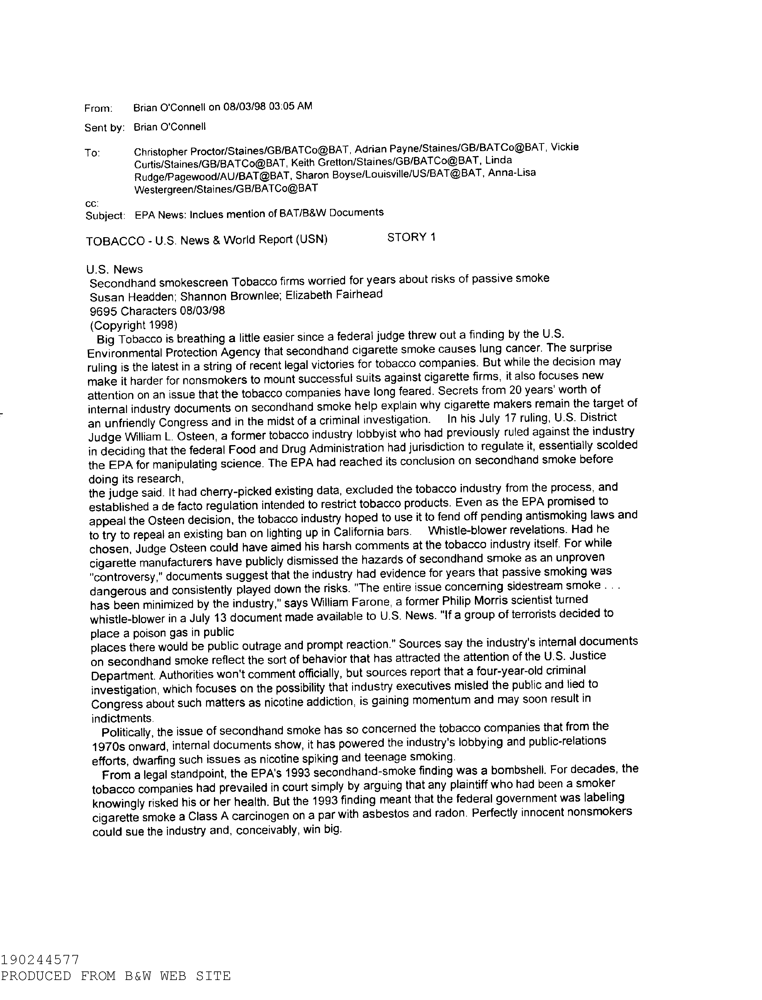 From: Brian O'Connell on 08/03/98 03:05 AM
Sent by: Brian O'Connell
To: Christopher Proctor/Staines/GB/BATCo@BAT, Adrian Payne/Staines/GB/BATCo@BAT, Vickie
Curtis/Staines/GB/BATCo@BAT, Keith Gretton/Staines/GB/BATCo@BAT, Linda
Rudge/Pagewood/AU/BAT@BAT, Sharon Boyse/Louisville/US/BAT@BAT, Anna-Lisa
Westergreen/Staines/GB/BATCo@BAT
cc:
Subject: EPA News: Inclues mention of BAT/B&W Documents
TOBACCO - U.S. News & World Report (USN) STORY 1
U.S. News
Secondhand smokescreen Tobacco firms worried for years about risks of passive smoke
Susan Headden; Shannon Brownlee; Elizabeth Fairhead
9695 Characters 08/03/98
(Copyright 1998)
Big Tobacco is breathing a little easier since a federal judge threw out a finding by the U.S.
Environmental Protection Agency that secondhand cigarette smoke causes lung cancer. The surprise
ruling is the latest in a string of recent legal victories for tobacco companies. But while the decision may
make it harder for nonsmokers to mount successful suits against cigarette firms, it also focuses new
attention on an issue that the tobacco companies have long feared. Secrets from 20 years' worth of
internal industry documents on secondhand smoke help explain why cigarette makers remain the target of
an unfriendly Congress and in the midst of a criminal investigation. In his July 17 ruling, U.S. District
Judge William L. Osteen, a former tobacco industry lobbyist who had previously ruled against the industry
in deciding that the federal Food and Drug Administration had jurisdiction to regulate it, essentially scolded
the EPA for manipulating science. The EPA had reached its conclusion on secondhand smoke before
doing its research,
the judge said. It had cherry-picked existing data, excluded the tobacco industry from the process, and
established a de facto regulation intended to restrict tobacco products. Even as the EPA promised to
appeal the Osteen decision, the tobacco industry hoped to use it to fend off pending antismoking laws and
to try to repeal an existing ban on lighting up in California bars. Whistle-blower revelations. Had he
chosen, Judge Osteen could have aimed his harsh comments at the tobacco industry itself. For while
cigarette manufacturers have publicly dismissed the hazards of secondhand smoke as an unproven
"controversy," documents suggest that the industry had evidence for years that passive smoking was
dangerous and consistently played down the risks. "The entire issue concerning sidestream smoke . . .
has been minimized by the industry," says William Farone, a former Philip Morris scientist turned
whistle-blower in a July 13 document made available to U.S. News. "If a group of terrorists decided to
place a poison gas in public
places there would be public outrage and prompt reaction." Sources say the industry's internal documents
on secondhand smoke reflect the sort of behavior that has attracted the attention of the U.S. Justice
Department. Authorities won't comment officially, but sources report that a four-year-old criminal
investigation, which focuses on the possibility that industry executives misled the public and lied to
Congress about such matters as nicotine addiction, is gaining momentum and may soon result in
indictments.
Politically, the issue of secondhand smoke has so concerned the tobacco companies that from the
1970s onward, internal documents show, it has powered the industry's lobbying and public-relations
efforts, dwarfing such issues as nicotine spiking and teenage smoking.
From a legal standpoint, the EPA's 1993 secondhand-smoke finding was a bombshell. For decades, the
tobacco companies had prevailed in court simply by arguing that any plaintiff who had been a smoker
knowingly risked his or her health. But the 1993 finding meant that the federal government was labeling
cigarette smoke a Class A carcinogen on a par with asbestos and radon. Perfectly innocent nonsmokers
could sue the industry and, conceivably, win big.
190244577
PRODUCED FROM B&W WEB SITE